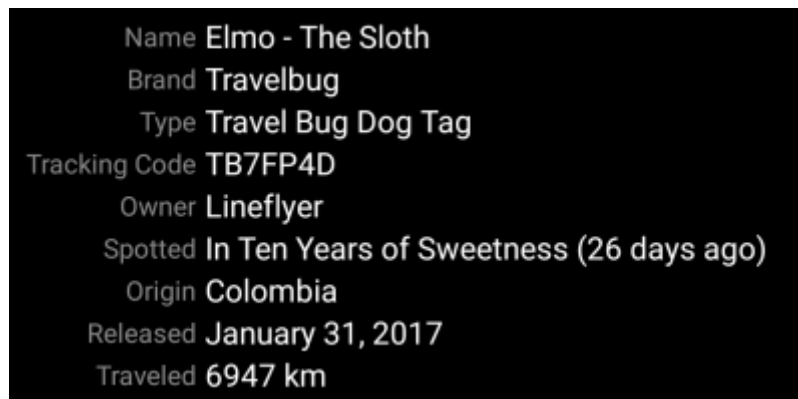 Name Elmo - The Sloth
Brand Travelbug
Type Travel Bug Dog Tag
Tracking Code TB7FP4D
Owner Lineflyer
Spotted In Ten Years of Sweetness (26 days ago)
Origin Colombia
Released January 31, 2017
Traveled 6947 km